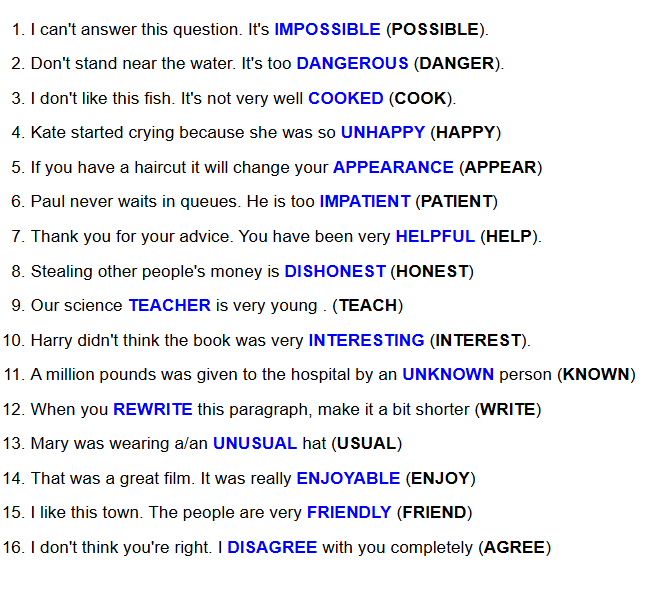 1. I can't answer this question. It's IMPOSSIBLE (POSSIBLE).
2. Don't stand near the water. It's too DANGEROUS (DANGER).
3. I don't like this fish. It's not very well COOKED (COOK).
4. Kate started crying because she was so UNHAPPY (HAPPY)
5. If you have a haircut it will change your APPEARANCE (APPEAR)
6. Paul never waits in queues. He is too IMPATIENT (PATIENT)
7. Thank you for your advice. You have been very HELPFUL (HELP).
8. Stealing other people's money is DISHONEST (HONEST)
9. Our science TEACHER is very young . (TEACH)
10. Harry didn't think the book was very INTERESTING (INTEREST).
11. A million pounds was given to the hospital by an UNKNOWN person (KNOWN)
12. When you REWRITE this paragraph, make it a bit shorter (WRITE)
13. Mary was wearing a/an UNUSUAL hat (USUAL)
14. That was a great film. It was really ENJOYABLE (ENJOY)
15. I like this town. The people are very FRIENDLY (FRIEND)
16. I don't think you're right. I DISAGREE with you completely (AGREE)